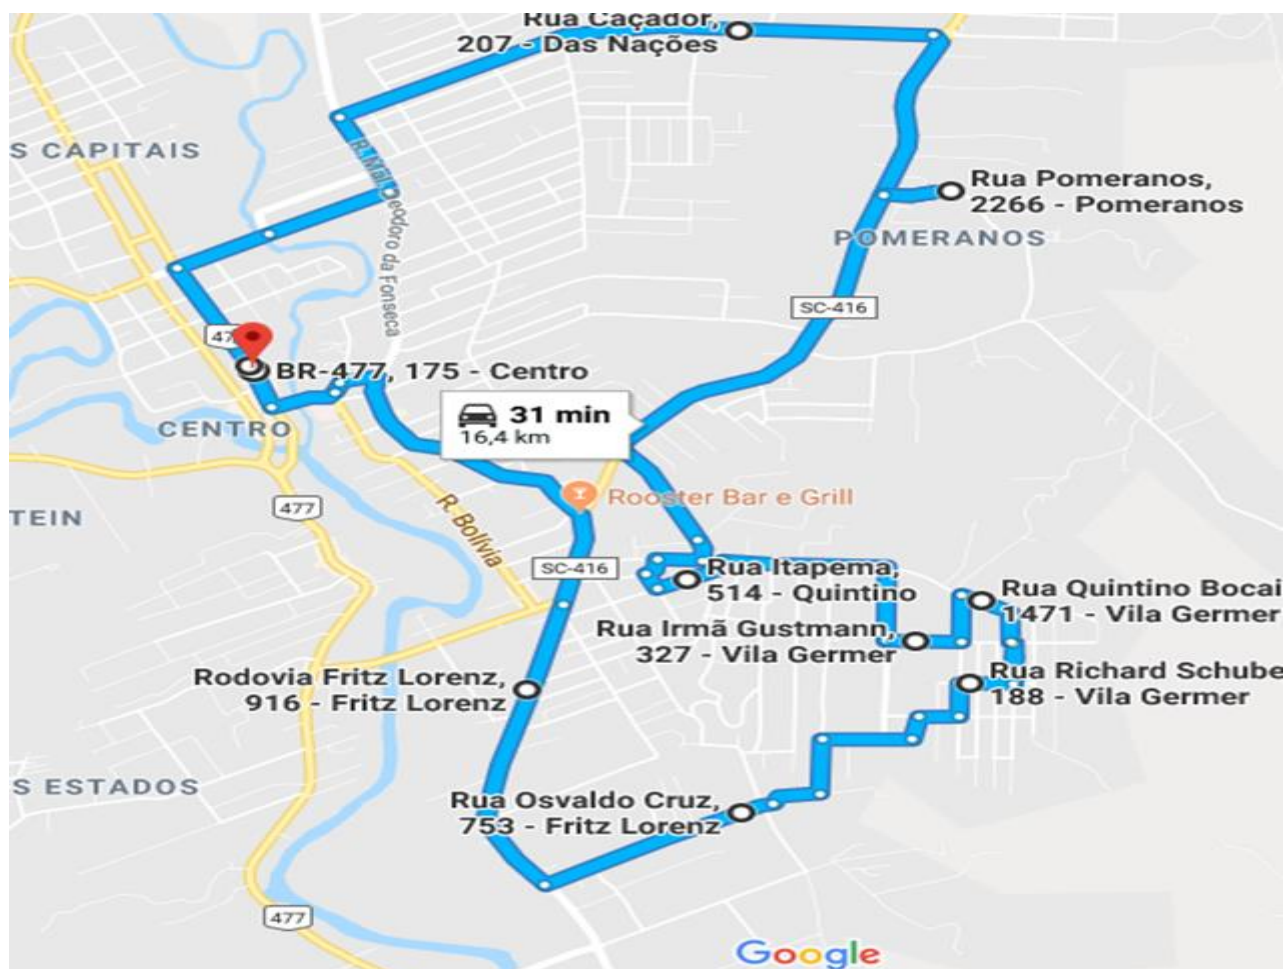 Rua Caçador,
207 - Das Nações
S CAPITAIS
R. Mal. Deodoro da Fonseca
Rua Pomeranos,
2266 - Pomeranos
POMERANOS
SC-416
47
BR-477, 175 - Centro
31 min
16,4 km
CENTRO
477
TEIN
Rooster Bar e Grill
R. Bolívia
SC-416
Rua Itapema,
514 - Quintino
Rua Quintino Bocai
1471 - Vila Germer
Rua Irmã Gustmann,
327 - Vila Germer
Rua Richard Schube
188 - Vila Germer
Rodovia Fritz Lorenz,
916 - Fritz Lorenz
S ESTADOS
Rua Osvaldo Cruz,
753 - Fritz Lorenz
477
Google